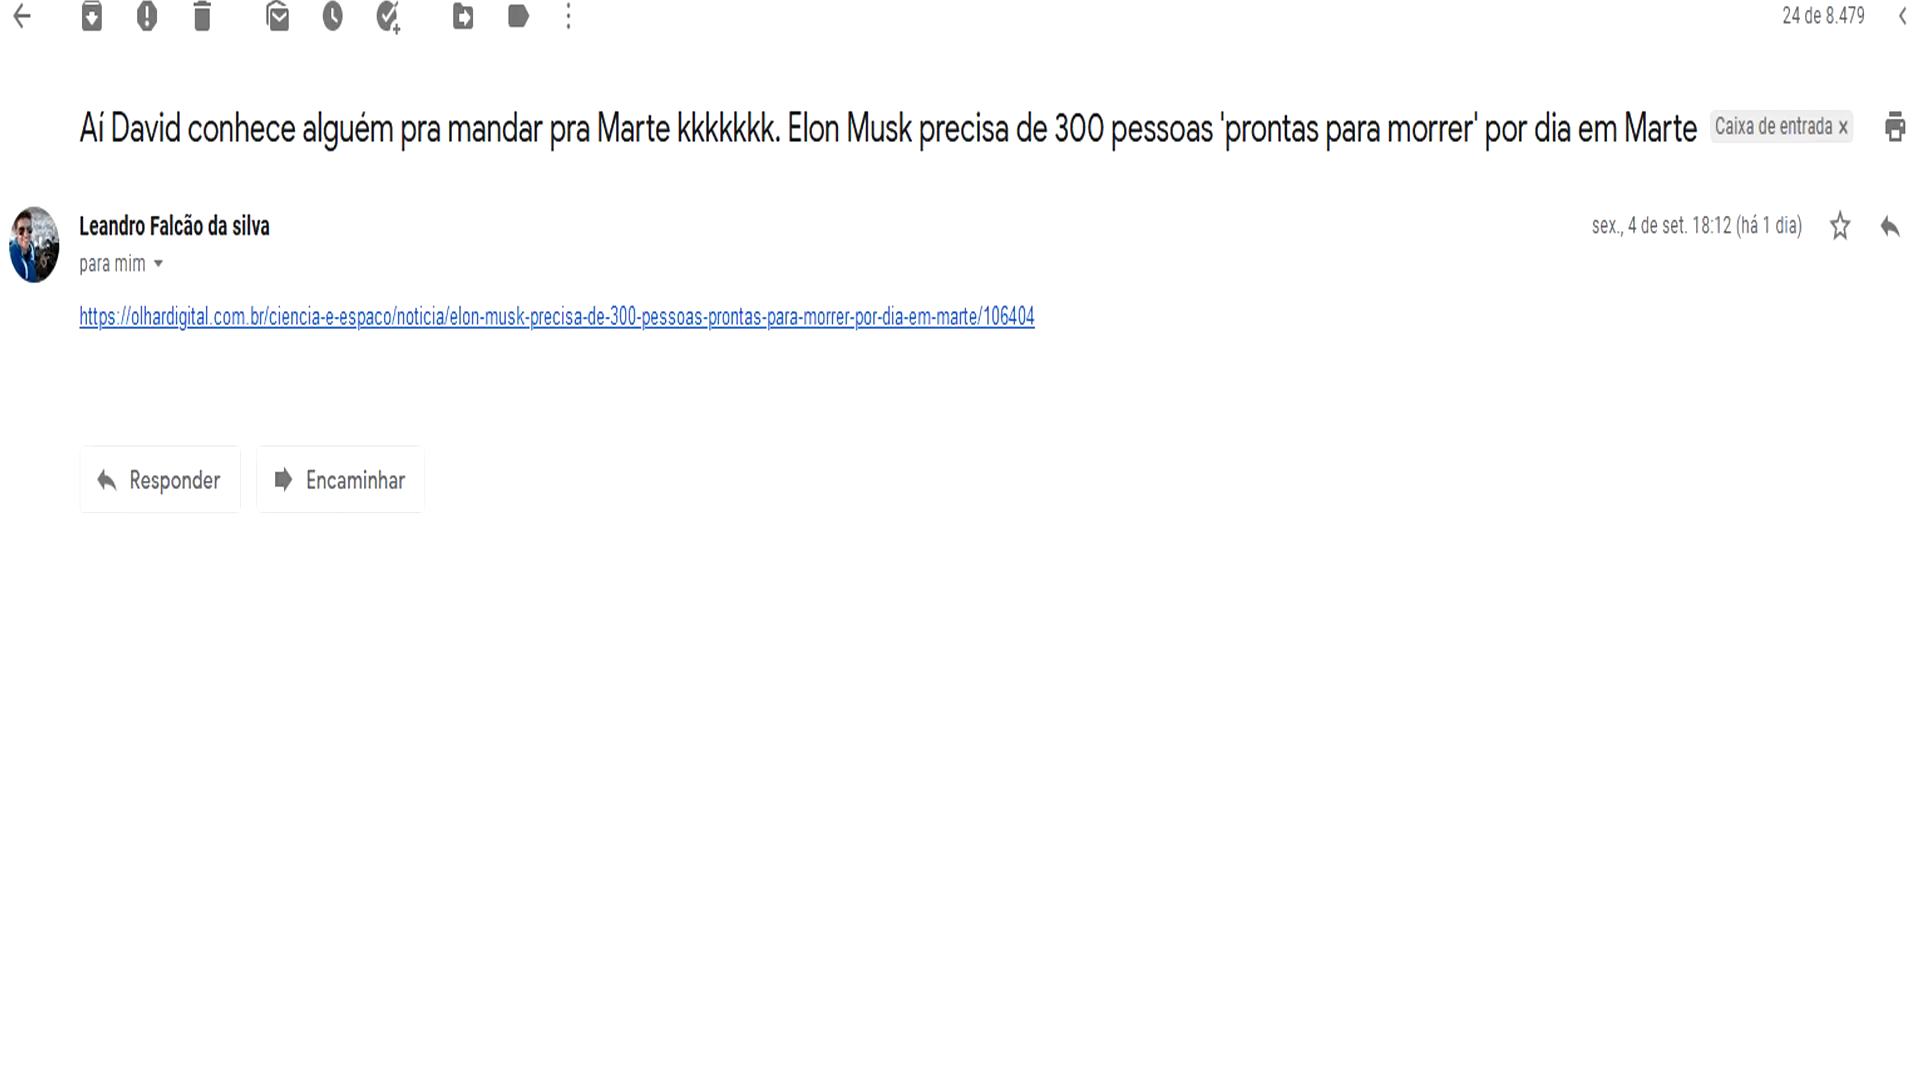 24 de 8.479
Aí David conhece alguém pra mandar pra Marte kkkkkkk. Elon Musk precisa de 300 pessoas 'prontas para morrer' por dia em Marte Caixa de entrada x
Leandro Falcão da silva sex., 4 de set. 18:12 (há 1 dia)
para mim
https://olhardigital.com.br/ciencia-e-espaco/noticia/elon-musk-precisa-de-300-pessoas-prontas-para-morrer-por-dia-em-marte/106404
Responder Encaminhar